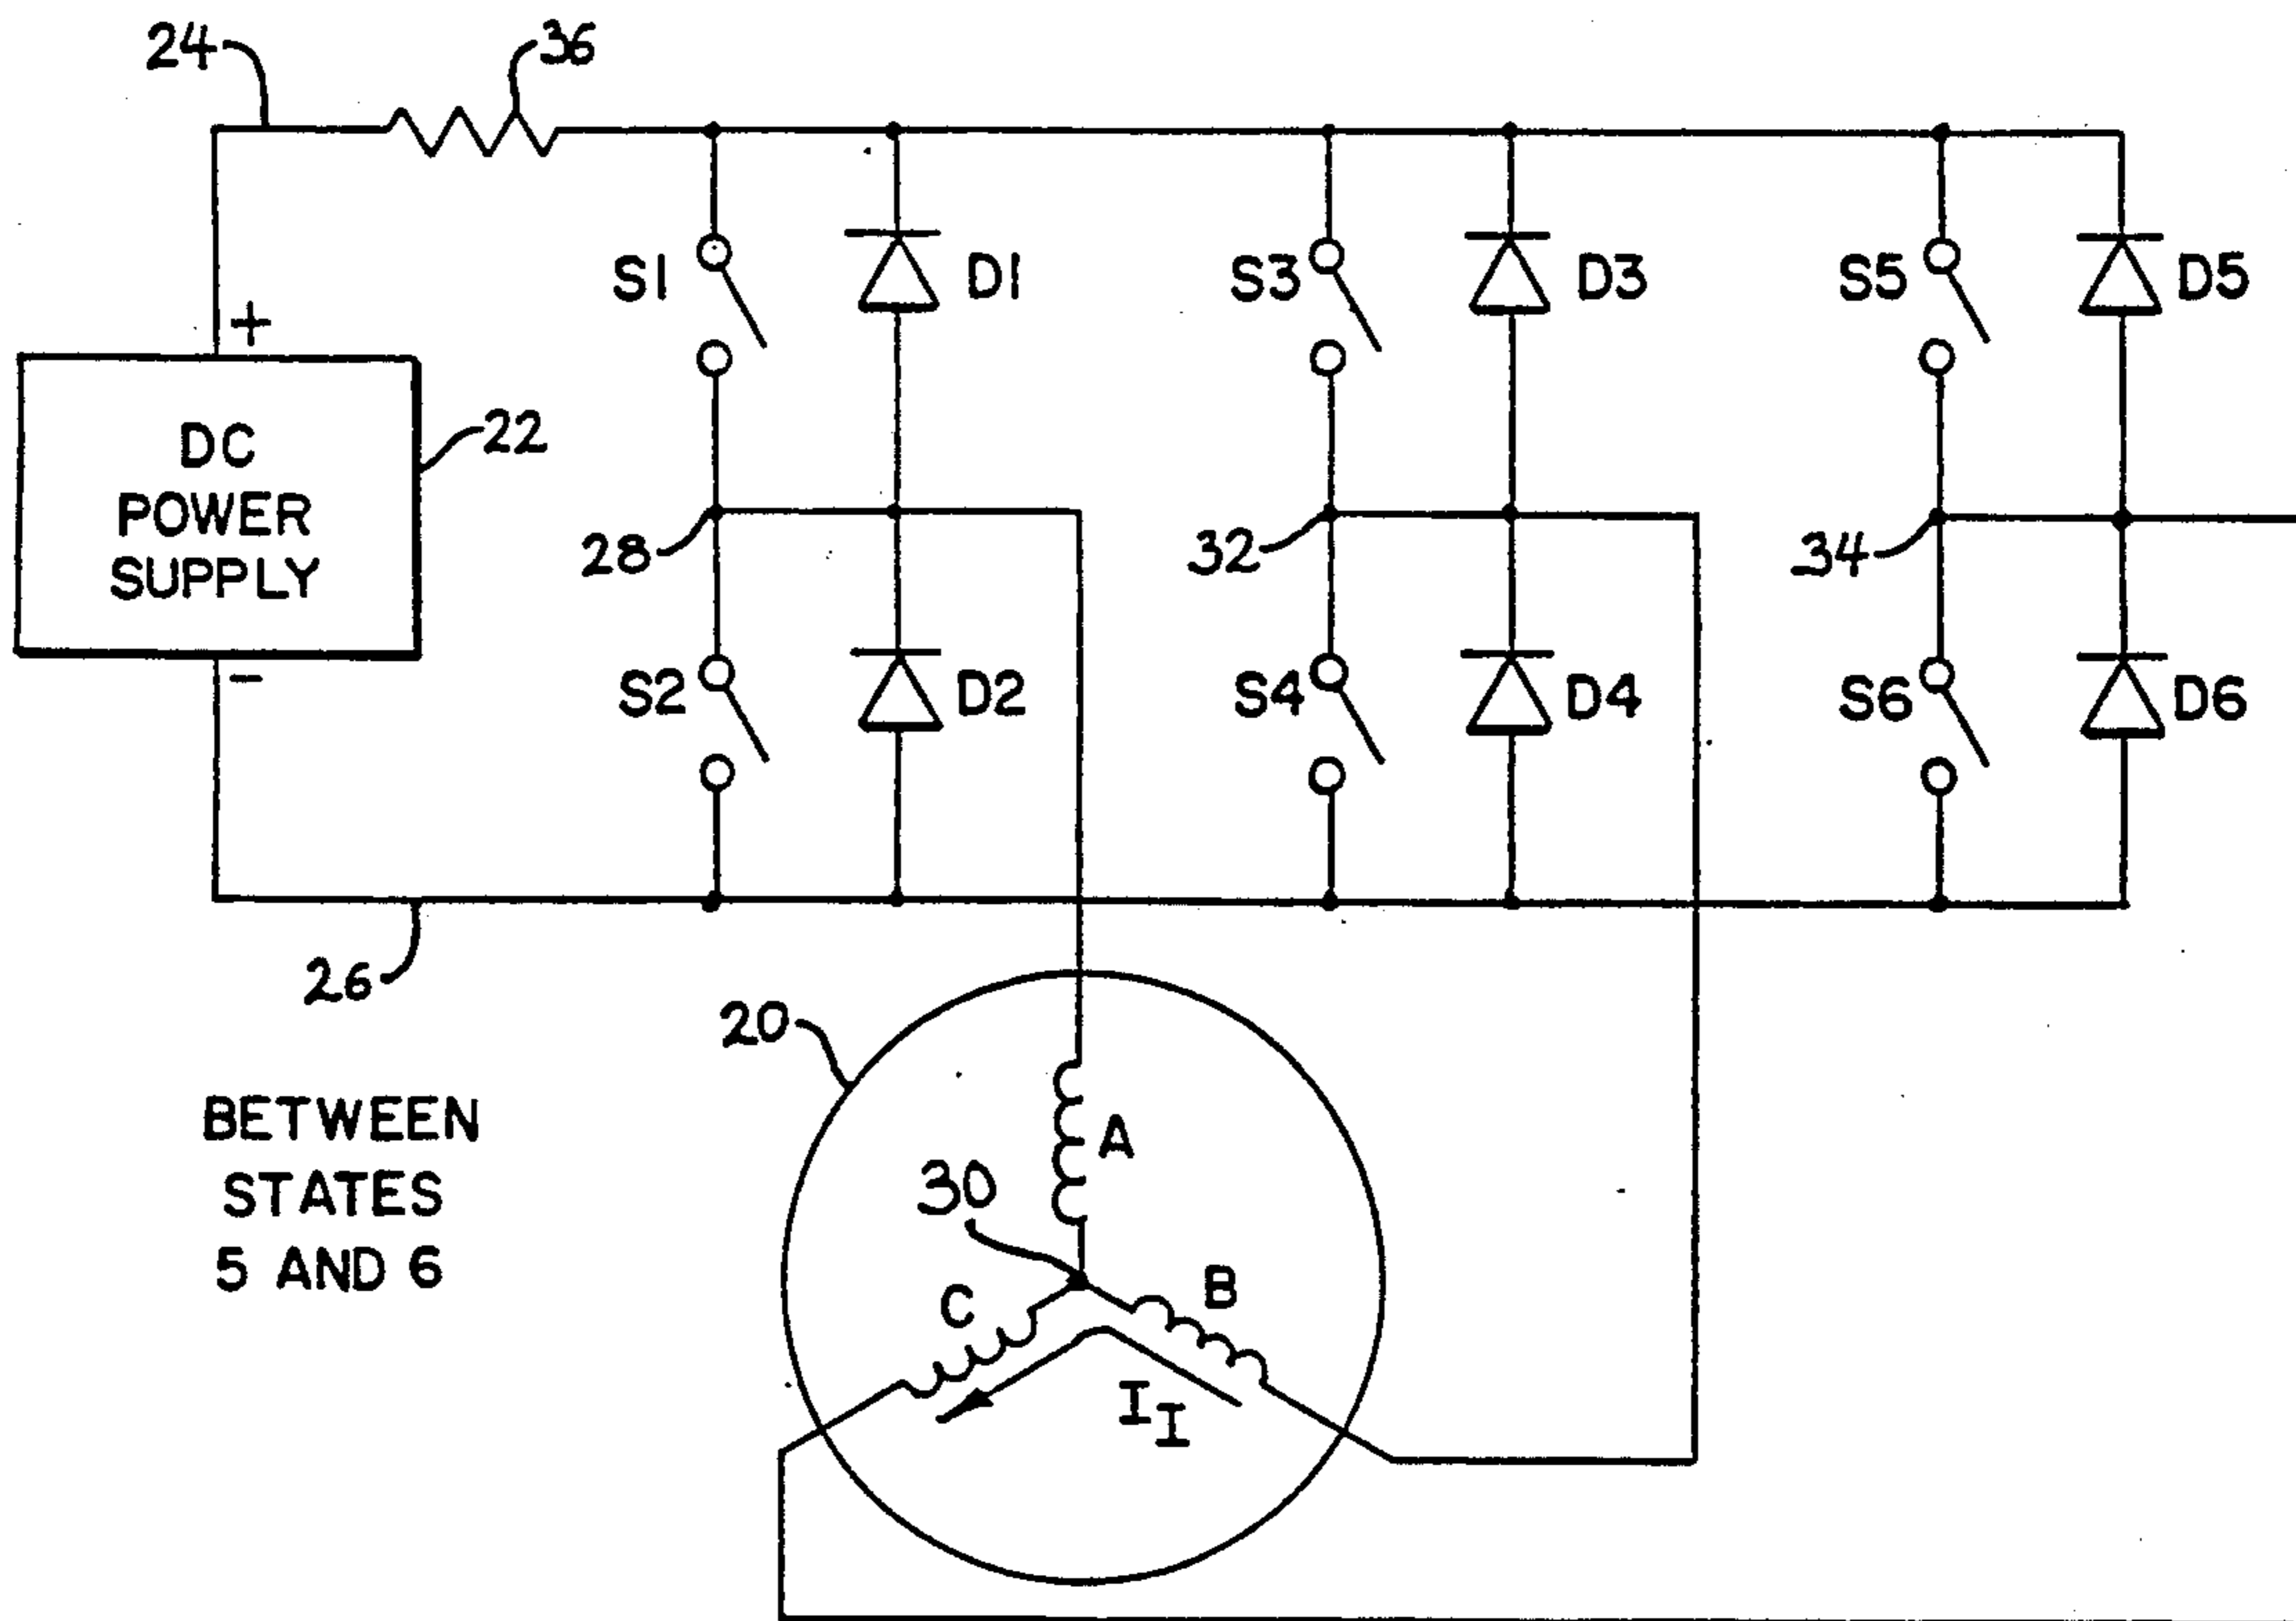 24
36
+
S1
D1
S3
D3
S5
D5
DC
POWER
SUPPLY
22
28
32
34
−
S2
D2
S4
D4
S6
D6
26
20
BETWEEN
STATES
5 AND 6
A
30
C
B
I_I